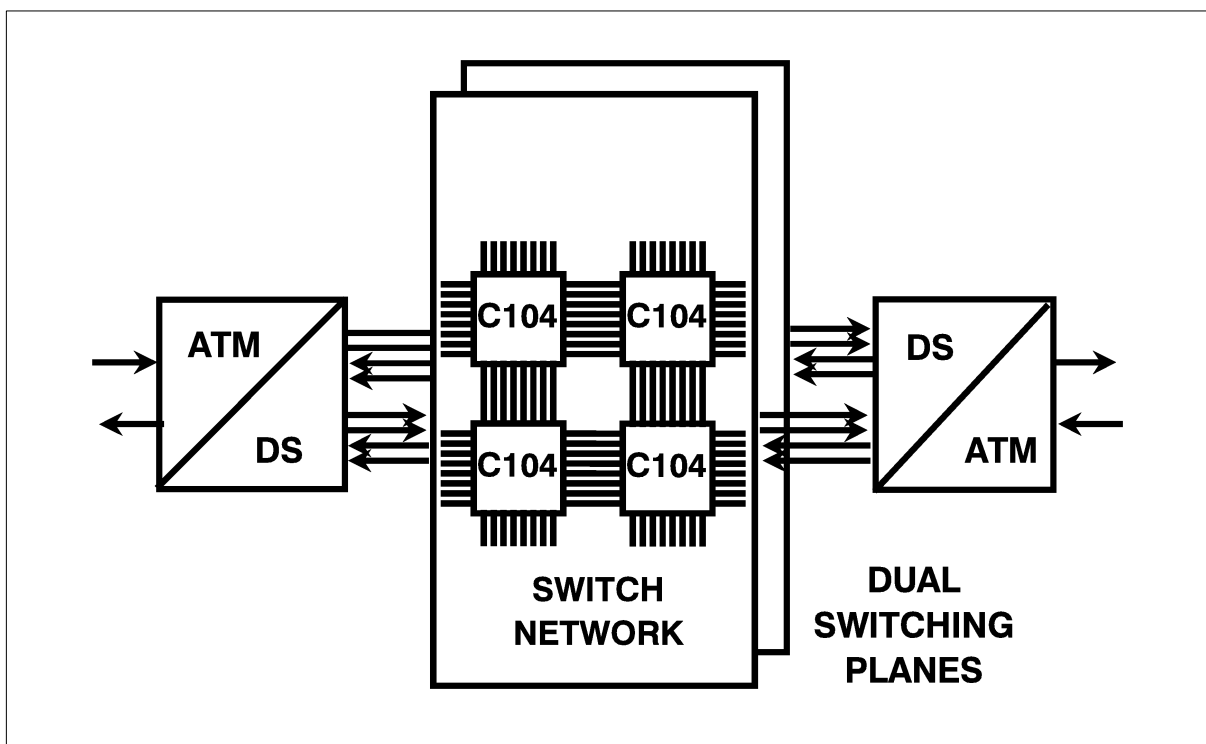 C104
C104
ATM
DS
DS
ATM
C104
C104
SWITCH
NETWORK
DUAL
SWITCHING
PLANES